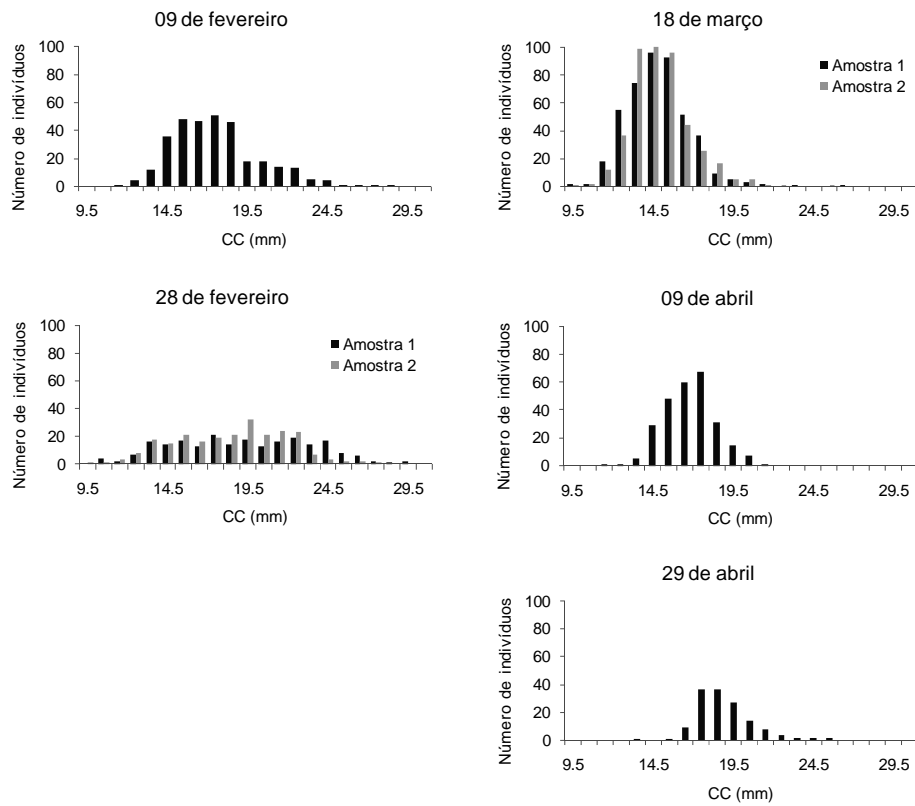 09 de fevereiro
Número de indivíduos
100
80
60
40
20
0
9.5 14.5 19.5 24.5 29.5
CC (mm)
18 de março
Número de indivíduos
100
80
60
40
20
0
Amostra 1
Amostra 2
9.5 14.5 19.5 24.5 29.5
CC (mm)
28 de fevereiro
Número de indivíduos
100
80
60
40
20
0
Amostra 1
Amostra 2
9.5 14.5 19.5 24.5 29.5
CC (mm)
09 de abril
Número de indivíduos
100
80
60
40
20
0
9.5 14.5 19.5 24.5 29.5
CC (mm)
29 de abril
Número de indivíduos
100
80
60
40
20
0
9.5 14.5 19.5 24.5 29.5
CC (mm)